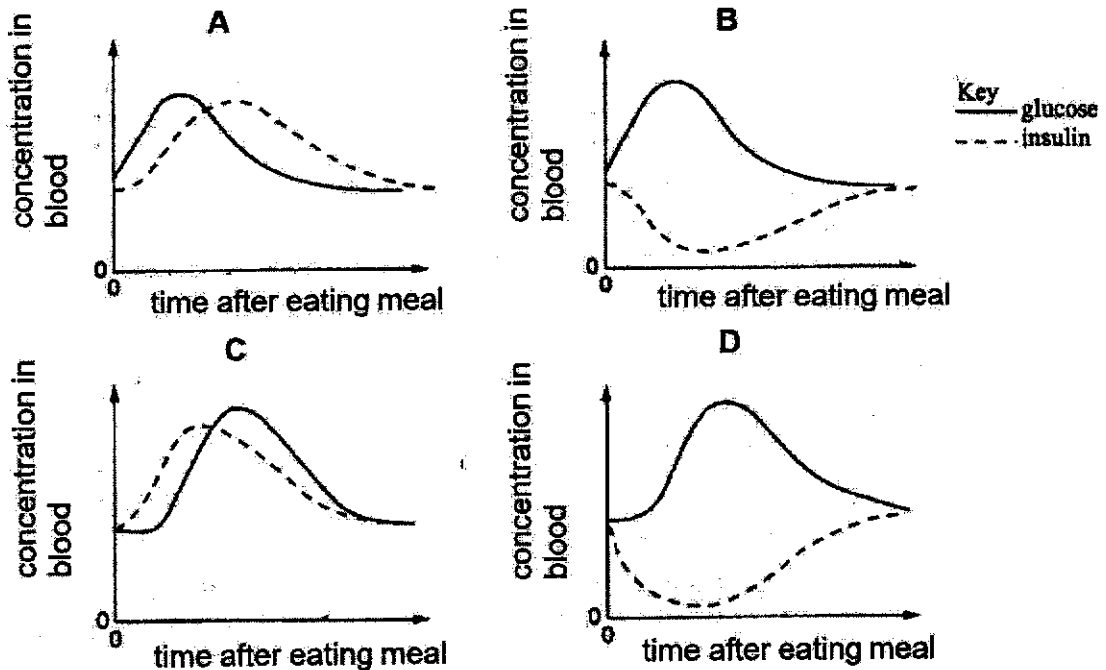 A
concentration in
blood
0
0
time after eating meal
B
concentration in
blood
0
0
time after eating meal
Key
glucose
insulin
C
concentration in
blood
0
0
time after eating meal
D
concentration in
blood
0
0
time after eating meal